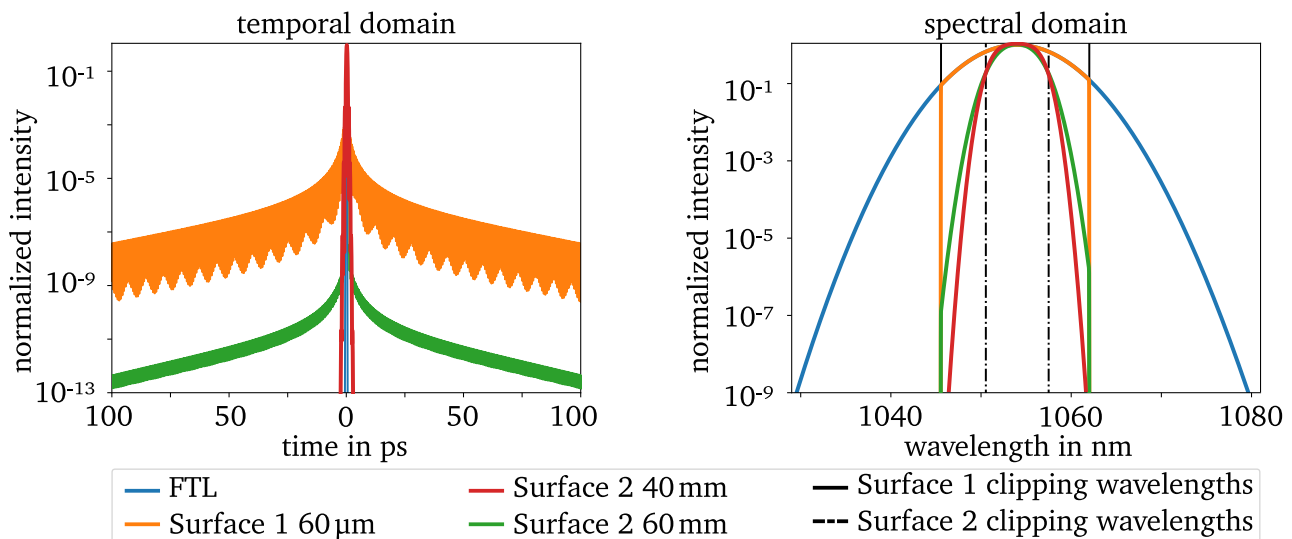 temporal domain
normalized intensity
10-1
10-5
10-9
10-13
100
50
0
50
100
time in ps
spectral domain
normalized intensity
10-1
10-3
10-5
10-7
10-9
1040
1060
1080
wavelength in nm
FTL
Surface 1 60 µm
Surface 2 40 mm
Surface 2 60 mm
Surface 1 clipping wavelengths
Surface 2 clipping wavelengths